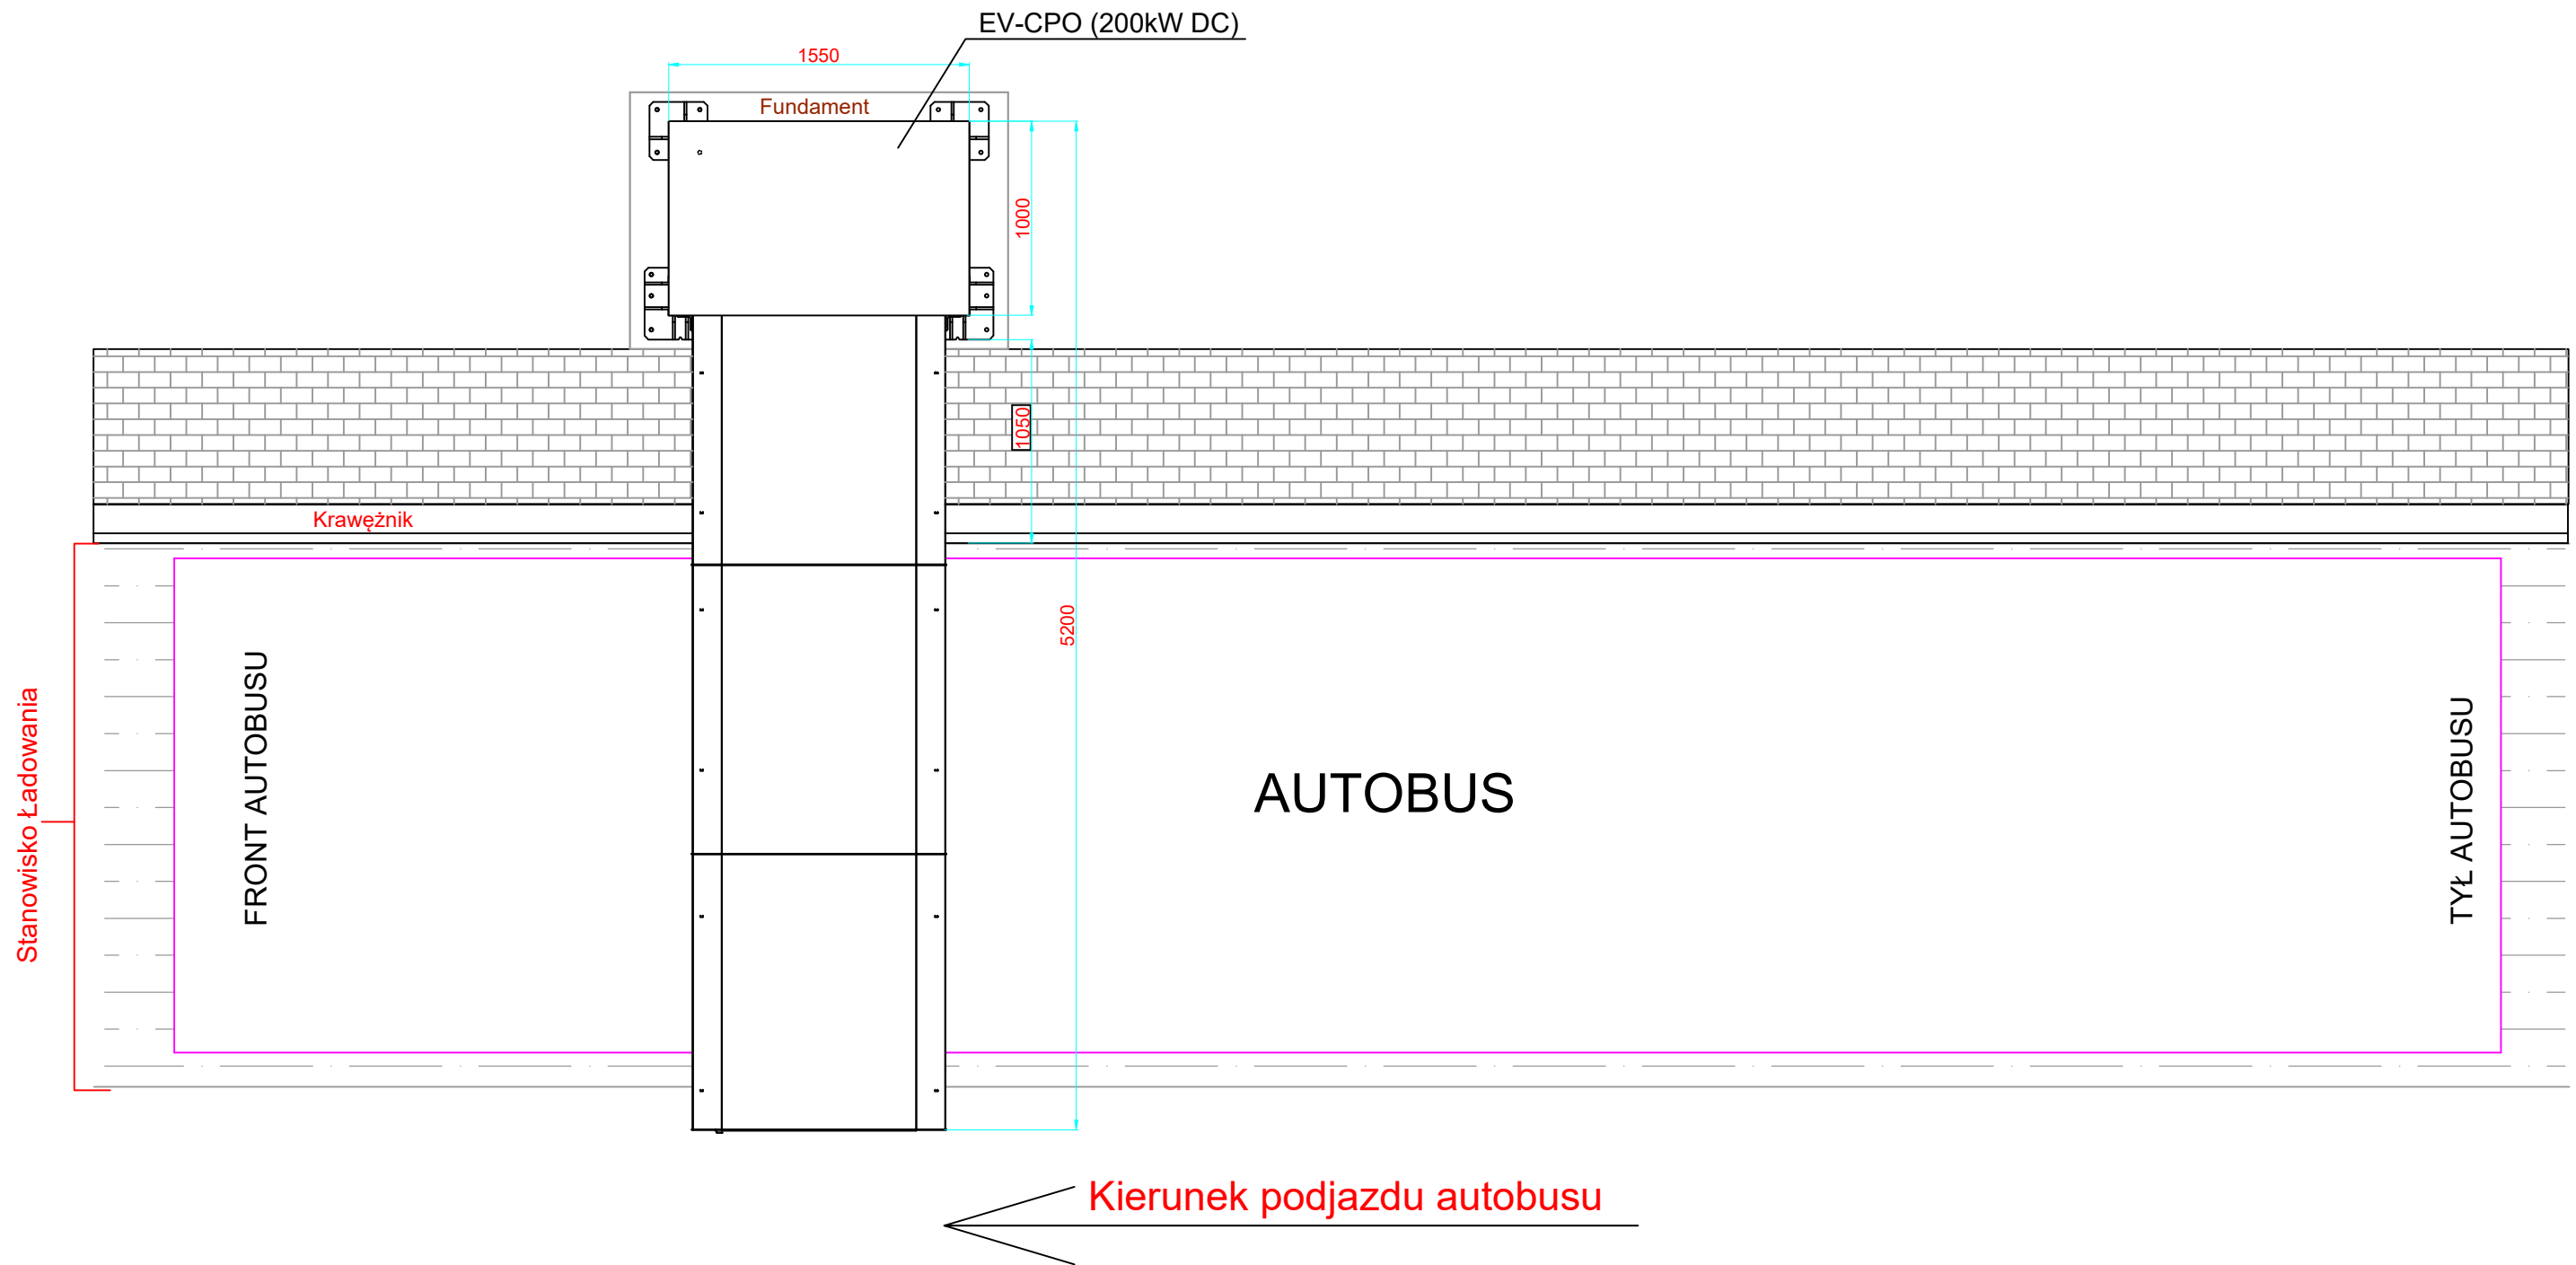 EV-CPO (200kW DC)
1550
Fundament
1000
1050
Krawężnik
5200
Stanowisko Ładowania
FRONT AUTOBUSU
AUTOBUS
TYŁ AUTOBUSU
Kierunek podjazdu autobusu